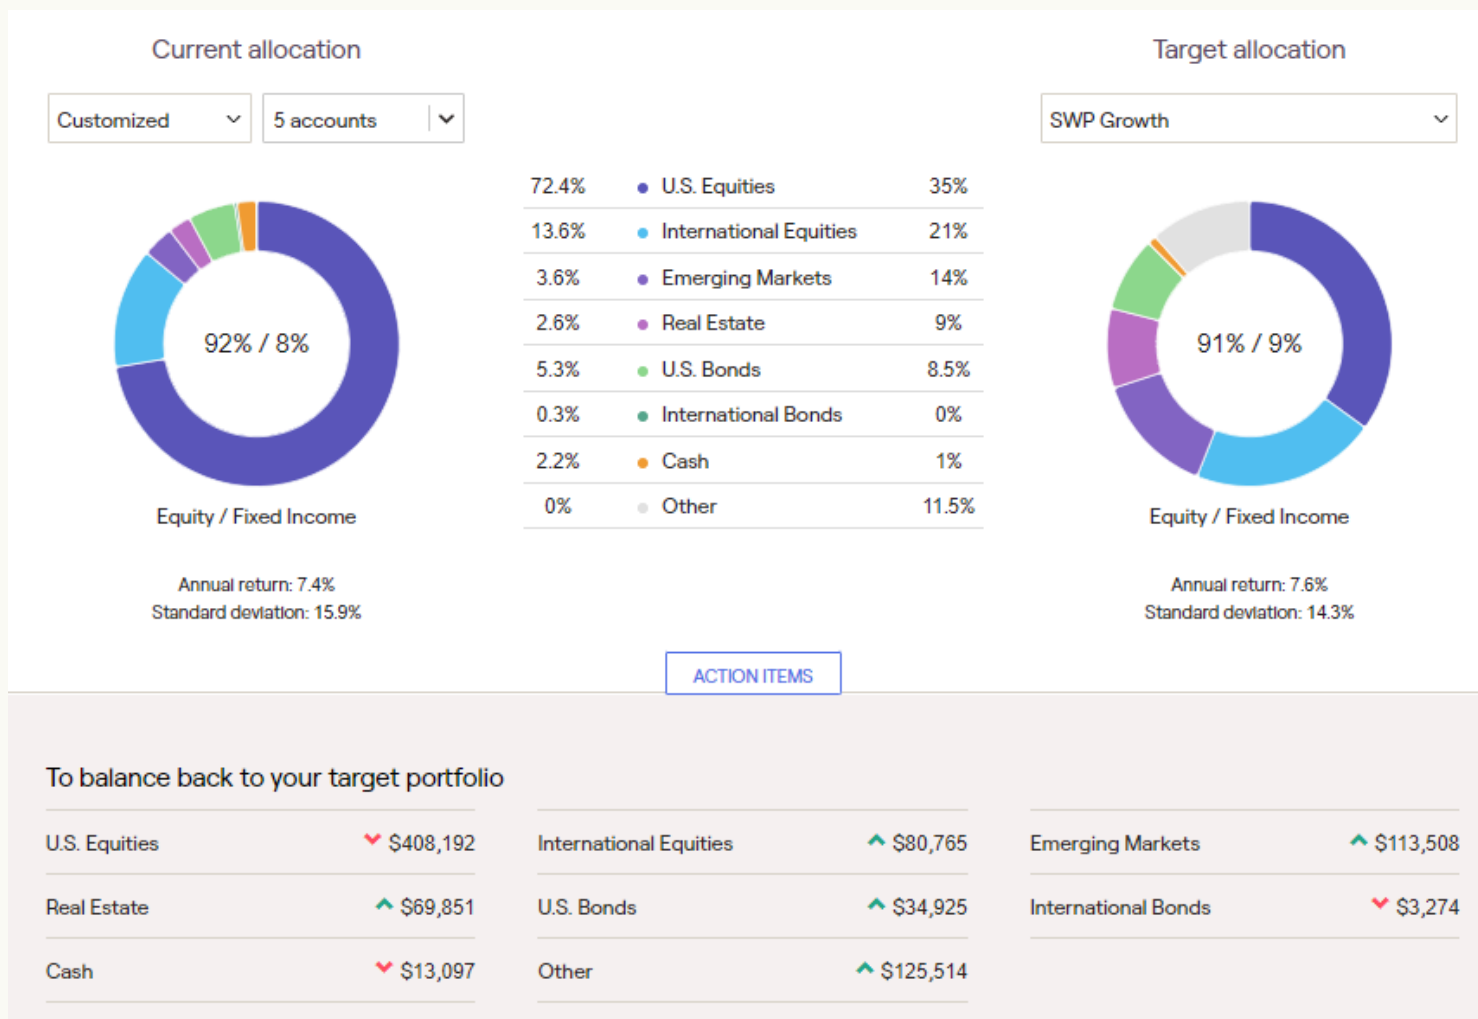 Current allocation
Target allocation
Customized
5 accounts
SWP Growth
72.4% U.S. Equities 35%
13.6% International Equities 21%
3.6% Emerging Markets 14%
2.6% Real Estate 9%
5.3% U.S. Bonds 8.5%
0.3% International Bonds 0%
2.2% Cash 1%
0% Other 11.5%
92% / 8%
Equity / Fixed Income
Annual return: 7.4%
Standard deviation: 15.9%
91% / 9%
Equity / Fixed Income
Annual return: 7.6%
Standard deviation: 14.3%
ACTION ITEMS
To balance back to your target portfolio
U.S. Equities $408,192
International Equities $80,765
Emerging Markets $113,508
Real Estate $69,851
U.S. Bonds $34,925
International Bonds $3,274
Cash $13,097
Other $125,514